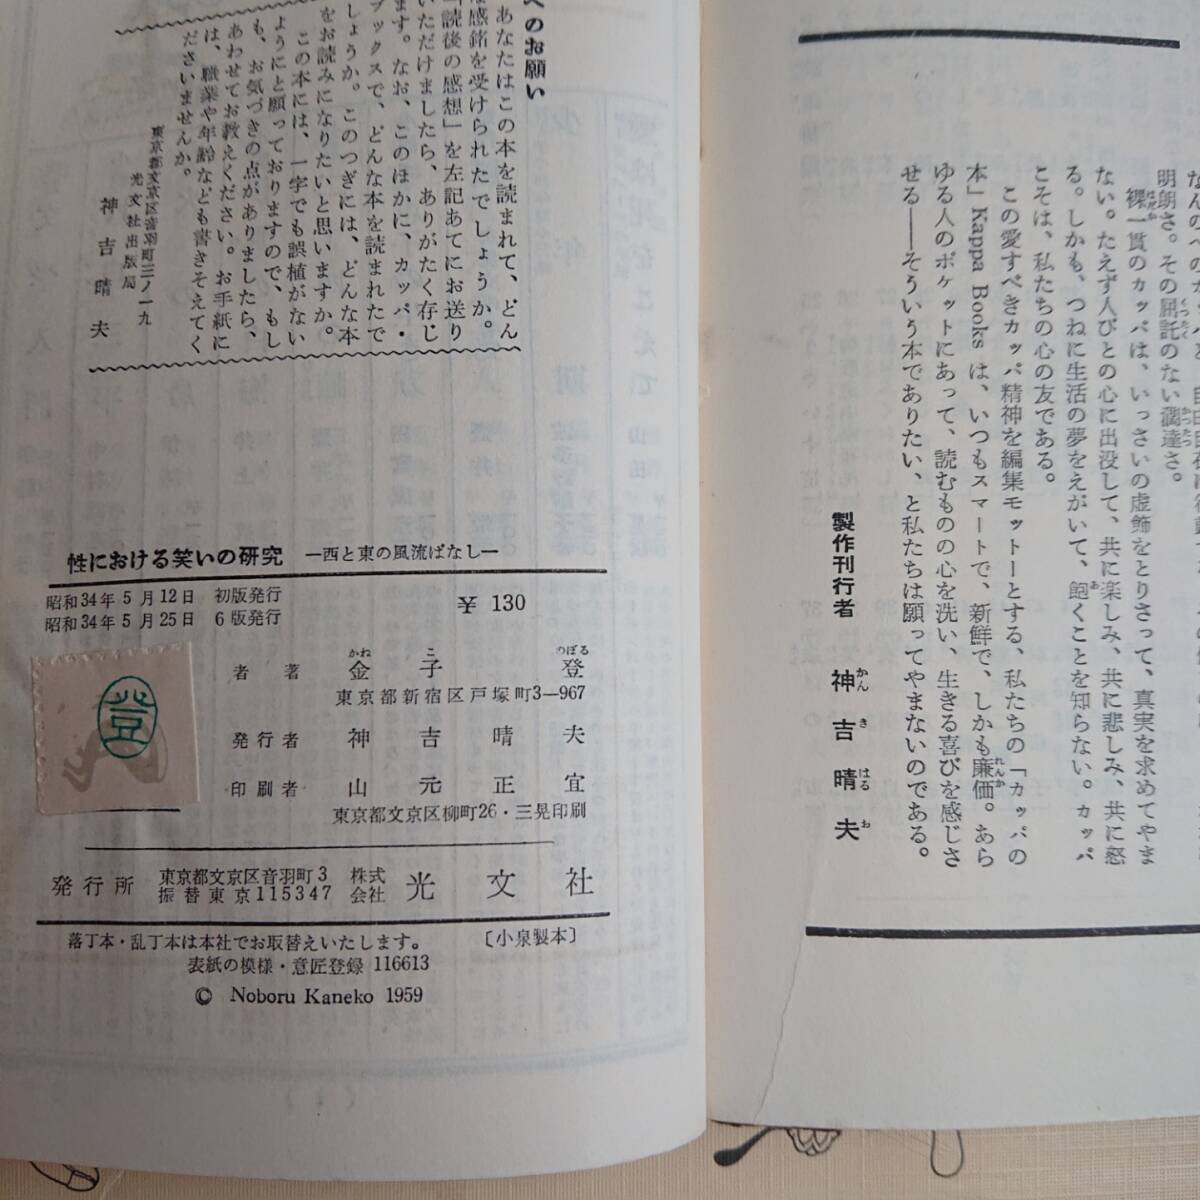 明朗さ。その屈託のない濶達さ。
裸一貫のカッパは、いっさいの虚飾をとりさって、真実を求めてやま
ない。たえず人びとの心に出没して、共に楽しみ、共に悲しみ、共に怒
る。しかも、つねに生活の夢をえがいて、飽くことを知らない。カッパ
こそは、私たちの心の友である。
この愛すべきカッパ精神を編集モットーとする、私たちの「カッパの
本」Kappa Books は、いつもスマートで、新鮮で、しかも廉価。あら
ゆる人のポケットにあって、読むものの心を洗い、生きる喜びを感じさ
せる——そういう本でありたい、と私たちは願ってやまないのである。
製作刊行者 神吉晴夫
へのお願い
あなたはこの本を読まれて、どん
感銘を受けられたでしょうか。
「読後の感想」を左記あてにお送り
いただけましたら、ありがたく存じ
ます。なお、このほかに、カッパ・
ブックスで、どんな本を読まれたで
しょうか。このつぎには、どんな本
をお読みになりたいと思いますか。
この本には、一字でも誤植がない
ようにと願っておりますので、もし
も、お気づきの点がありましたら、
あわせてお教えください。お手紙に
は、職業や年齢なども書きそえてく
ださいませんか。
東京都文京区音羽町三ノ一九
光文社出版局
神吉晴夫
性における笑いの研究 —西と東の風流ばなし—
昭和34年5月12日 初版発行
昭和34年5月25日 6版発行
¥ 130
著者 金子登
東京都新宿区戸塚町3—967
発行者 神吉晴夫
印刷者 山元正宜
東京都文京区柳町26・三晃印刷
発行所 東京都文京区音羽町3 株式会社 光文社
振替東京115347
落丁本・乱丁本は本社でお取替えいたします。 〔小泉製本〕
表紙の模様・意匠登録 116613
© Noboru Kaneko 1959
登